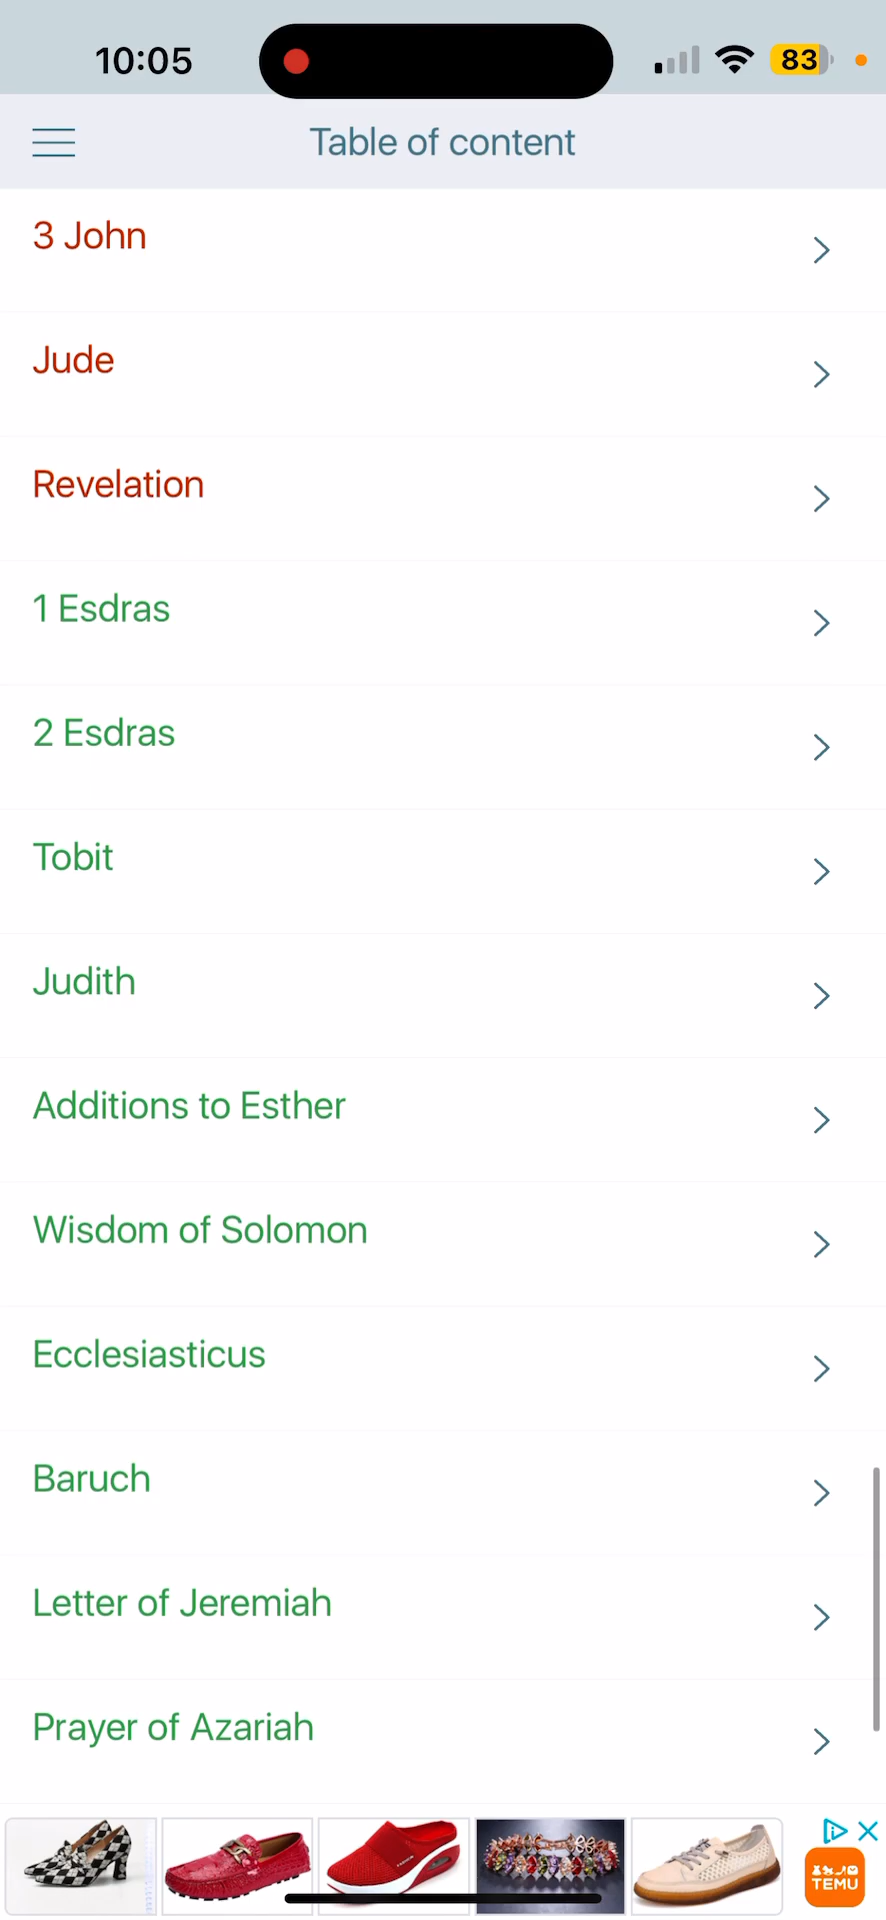 10:05
83
Table of content
3 John
Jude
Revelation
1 Esdras
2 Esdras
Tobit
Judith
Additions to Esther
Wisdom of Solomon
Ecclesiasticus
Baruch
Letter of Jeremiah
Prayer of Azariah
TEMU